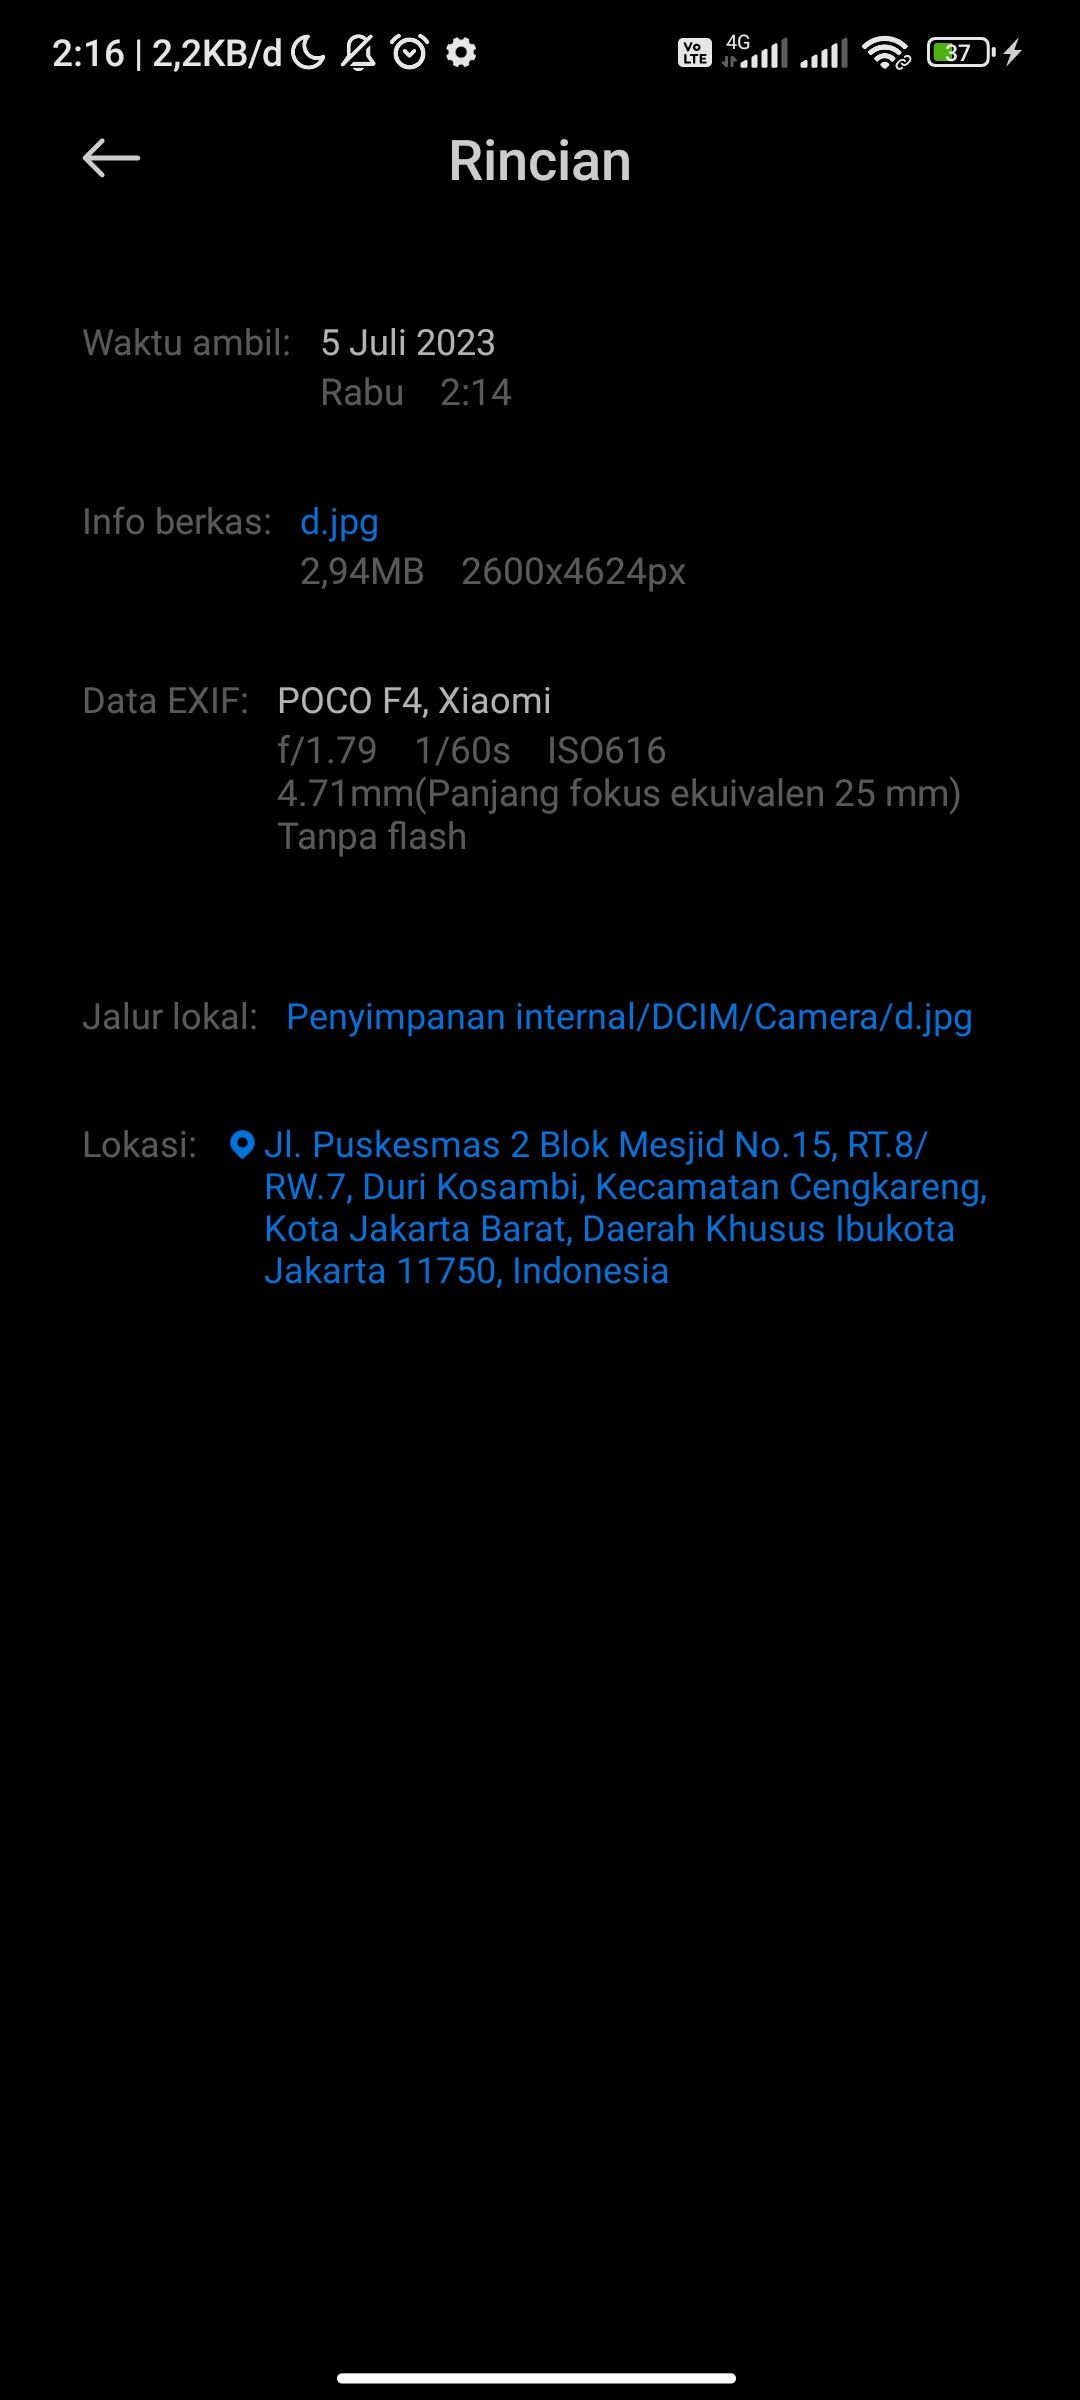 2:16 | 2,2KB/d
Vo LTE 4G 37
Rincian
Waktu ambil: 5 Juli 2023
Rabu 2:14
Info berkas: d.jpg
2,94MB 2600x4624px
Data EXIF: POCO F4, Xiaomi
f/1.79 1/60s ISO616
4.71mm(Panjang fokus ekuivalen 25 mm)
Tanpa flash
Jalur lokal: Penyimpanan internal/DCIM/Camera/d.jpg
Lokasi: Jl. Puskesmas 2 Blok Mesjid No.15, RT.8/
RW.7, Duri Kosambi, Kecamatan Cengkareng,
Kota Jakarta Barat, Daerah Khusus Ibukota
Jakarta 11750, Indonesia